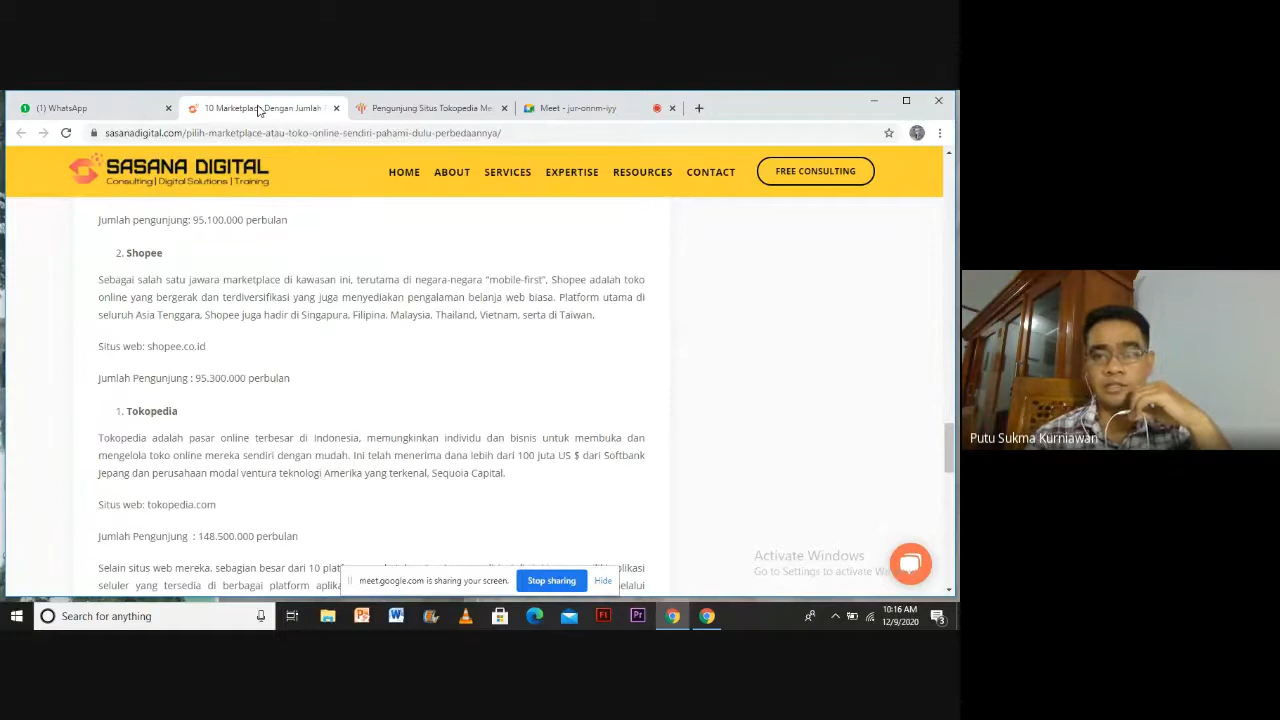 (1) WhatsApp
10 Marketplace Dengan Jumlah
Pengunjung Situs Tokopedia Me
Meet - jur-onnm-iyy
sasanadigital.com/pilih-marketplace-atau-toko-online-sendiri-pahami-dulu-perbedaannya/
SASANA DIGITAL
Consulting | Digital Solutions | Training
HOME ABOUT SERVICES EXPERTISE RESOURCES CONTACT FREE CONSULTING
Jumlah pengunjung: 95.100.000 perbulan
2. Shopee
Sebagai salah satu jawara marketplace di kawasan ini, terutama di negara-negara “mobile-first”, Shopee adalah toko
online yang bergerak dan terdiversifikasi yang juga menyediakan pengalaman belanja web biasa. Platform utama di
seluruh Asia Tenggara, Shopee juga hadir di Singapura, Filipina, Malaysia, Thailand, Vietnam, serta di Taiwan.
Situs web: shopee.co.id
Jumlah Pengunjung : 95.300.000 perbulan
1. Tokopedia
Tokopedia adalah pasar online terbesar di Indonesia, memungkinkan individu dan bisnis untuk membuka dan
mengelola toko online mereka sendiri dengan mudah. Ini telah menerima dana lebih dari 100 juta US $ dari Softbank
Jepang dan perusahaan modal ventura teknologi Amerika yang terkenal, Sequoia Capital.
Situs web: tokopedia.com
Jumlah Pengunjung : 148.500.000 perbulan
Selain situs web mereka, sebagian besar dari 10
seluler yang tersedia di berbagai platform
meet.google.com is sharing your screen.
Stop sharing
Hide
Activate Windows
Go to Settings to activate
Putu Sukma Kurniawan
Search for anything
10:16 AM
12/9/2020
3